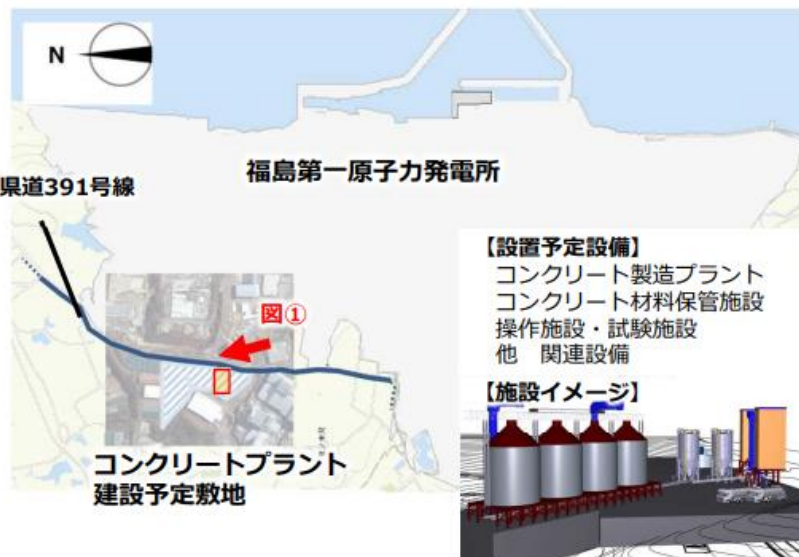 N
福島第一原子力発電所
県道391号線
図①
コンクリートプラント
建設予定敷地
【設置予定設備】
コンクリート製造プラント
コンクリート材料保管施設
操作施設・試験施設
他　関連設備
【施設イメージ】